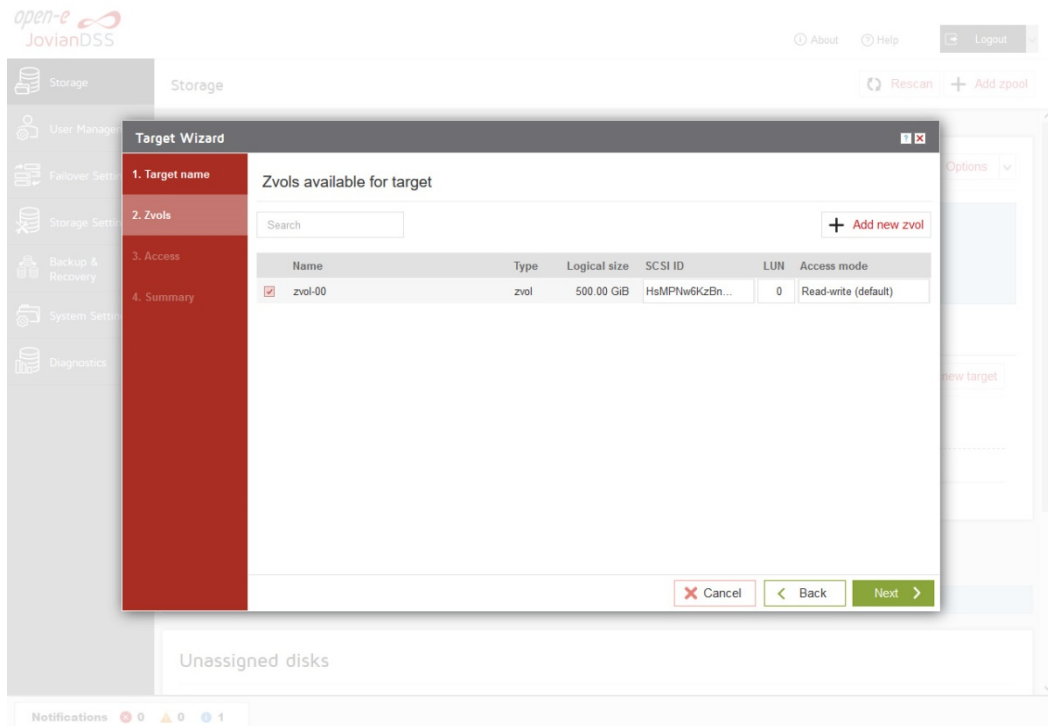 open-e
JovianDSS
About
Help
Logout
Storage
Storage
Rescan
Add zpool
User Manage
Target Wizard
Failover Setti
1. Target name
Zvols available for target
Options
Storage Settin
2. Zvols
Search
Add new zvol
Backup &
Recovery
3. Access
Name Type Logical size SCSI ID LUN Access mode
4. Summary
zvol-00 zvol 500.00 GiB HsMPNw6KzBn... 0 Read-write (default)
System Settin
Diagnostics
new target
Cancel
Back
Next
Unassigned disks
Notifications 0 0 1